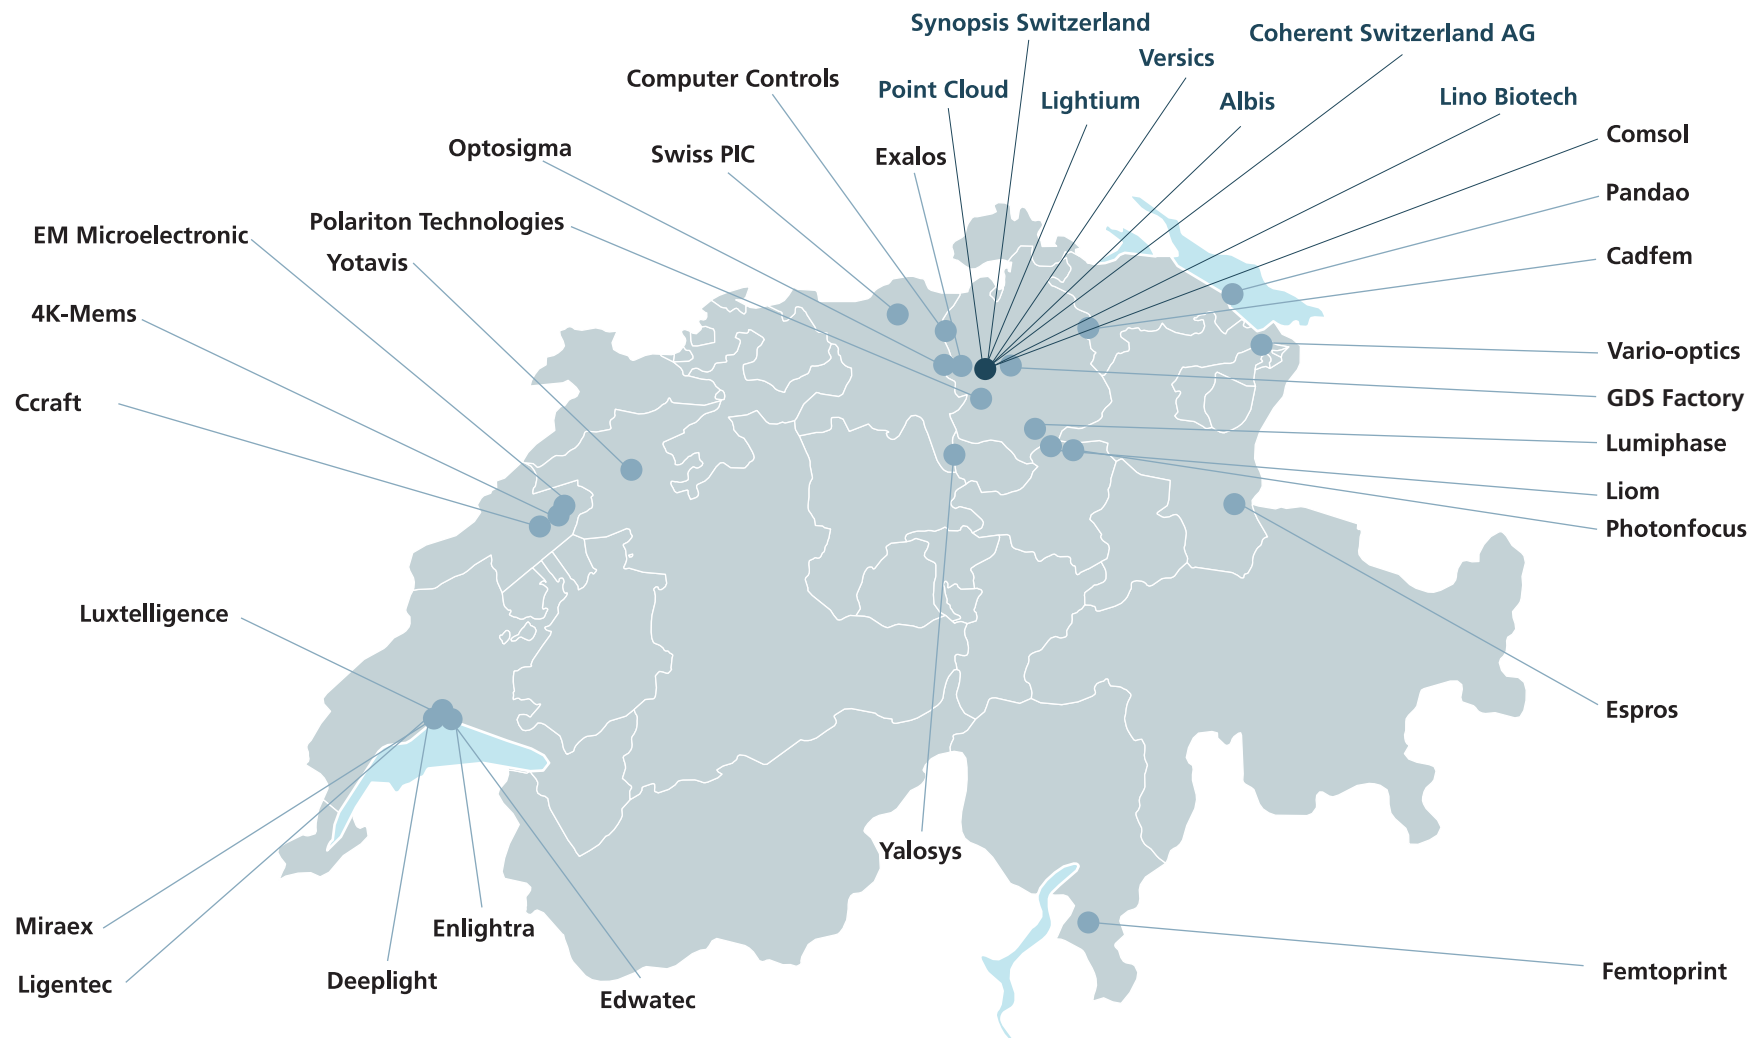 Synopsis Switzerland
Coherent Switzerland AG
Versics
Computer Controls
Point Cloud
Lightium
Albis
Lino Biotech
Comsol
Optosigma
Swiss PIC
Exalos
Pandao
Polariton Technologies
EM Microelectronic
Yotavis
Cadfem
4K-Mems
Vario-optics
Ccraft
GDS Factory
Lumiphase
Liom
Photonfocus
Luxtelligence
Espros
Yalosys
Miraex
Enlightra
Femtoprint
Ligentec
Deeplight
Edwatec